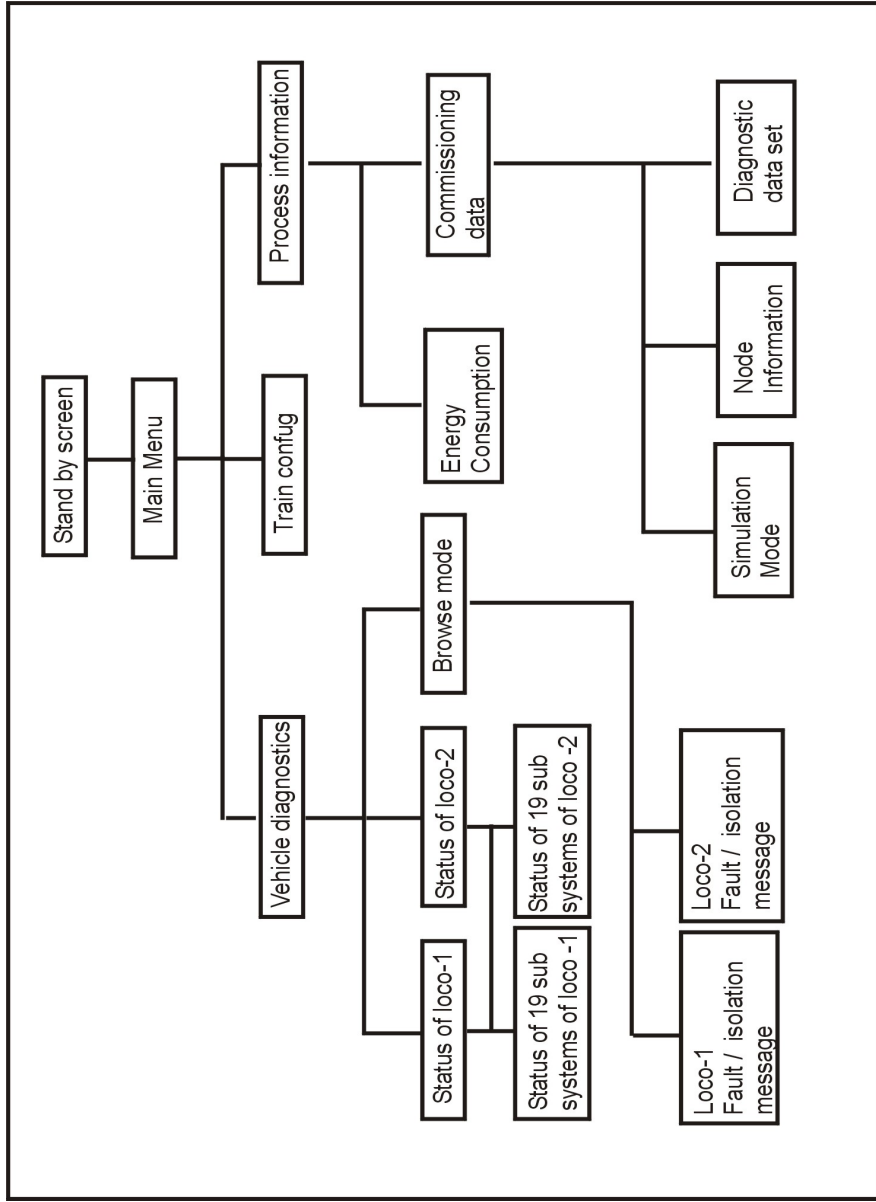 Stand by screen
Main Menu
Vehicle diagnostics
Train confug
Process information
Status of loco-1
Status of loco-2
Browse mode
Energy
Consumption
Commissioning
data
Status of 19 sub
systems of loco -1
Status of 19 sub
systems of loco -2
Loco-1
Fault / isolation
message
Loco-2
Fault / isolation
message
Simulation
Mode
Node
Information
Diagnostic
data set